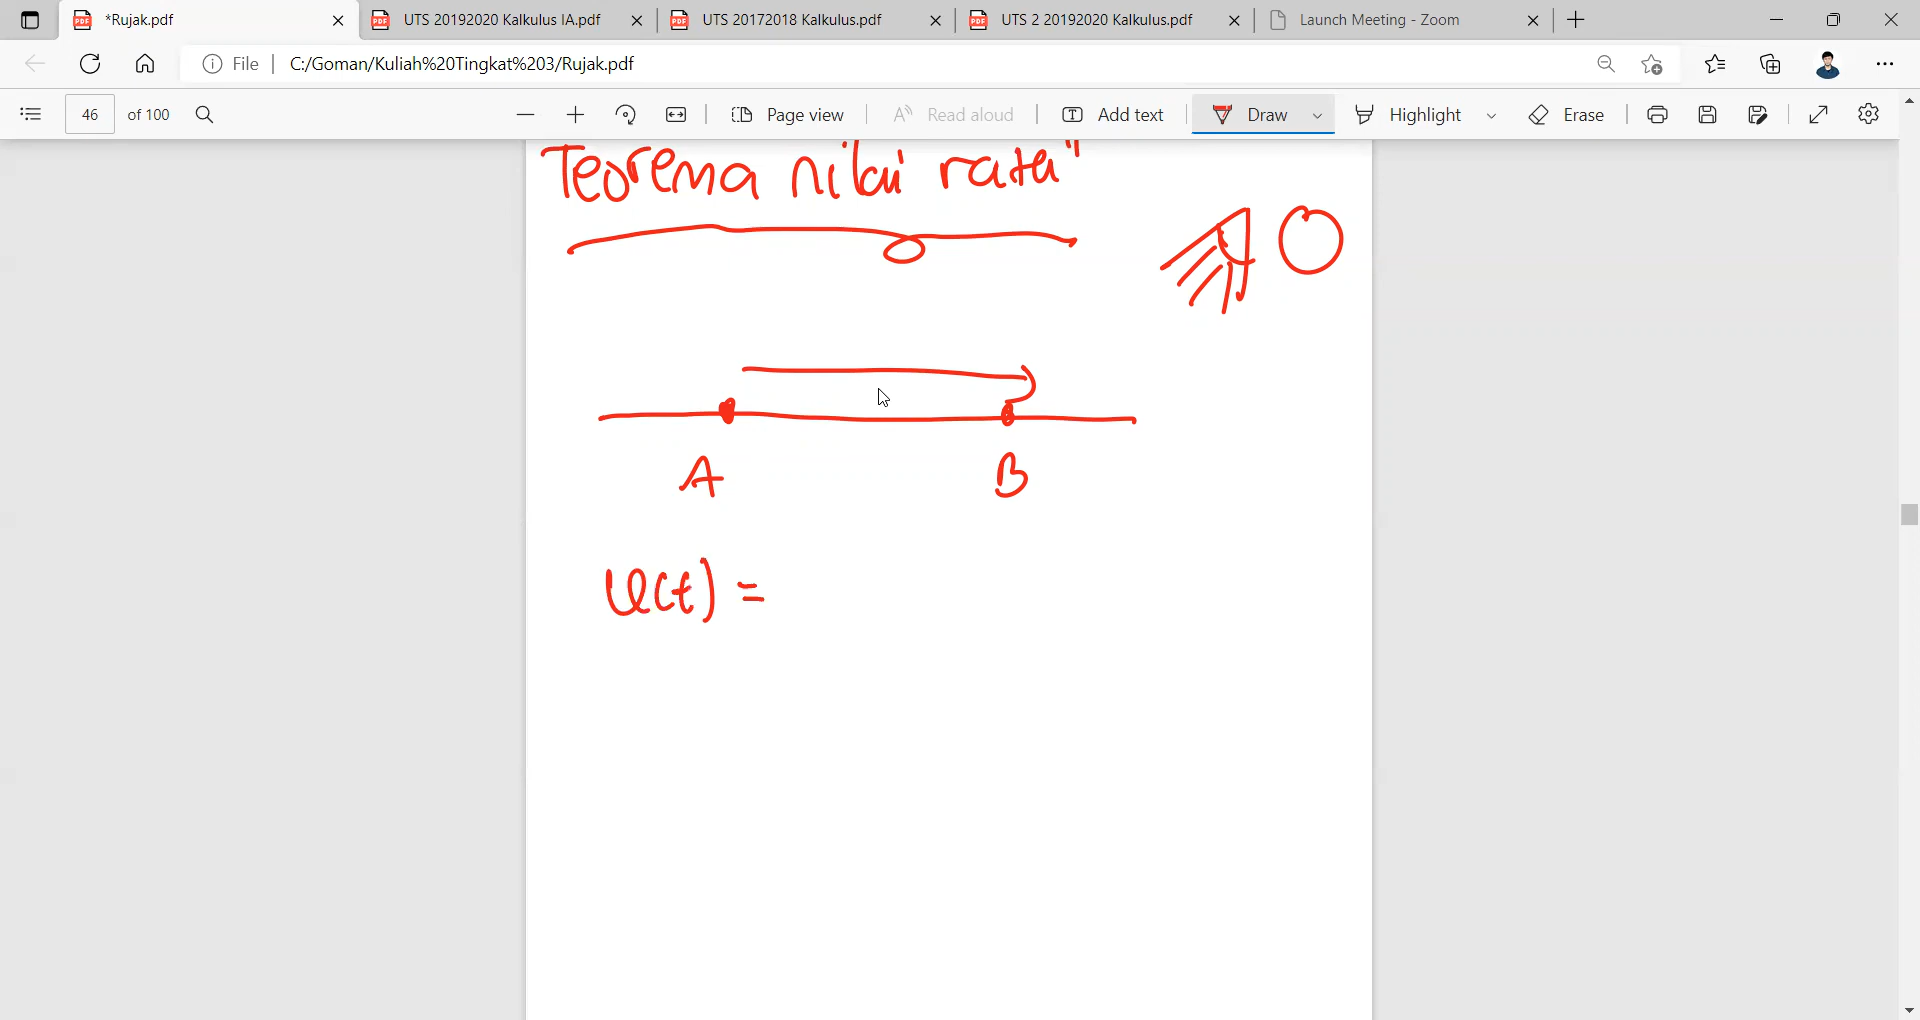 *Rujak.pdf
UTS 20192020 Kalkulus IA.pdf
UTS 20172018 Kalkulus.pdf
UTS 2 20192020 Kalkulus.pdf
Launch Meeting - Zoom
File
C:/Goman/Kuliah%20Tingkat%203/Rujak.pdf
46 of 100
Page view
Read aloud
Add text
Draw
Highlight
Erase
Teorema nilai rata"
A B
v(t) =